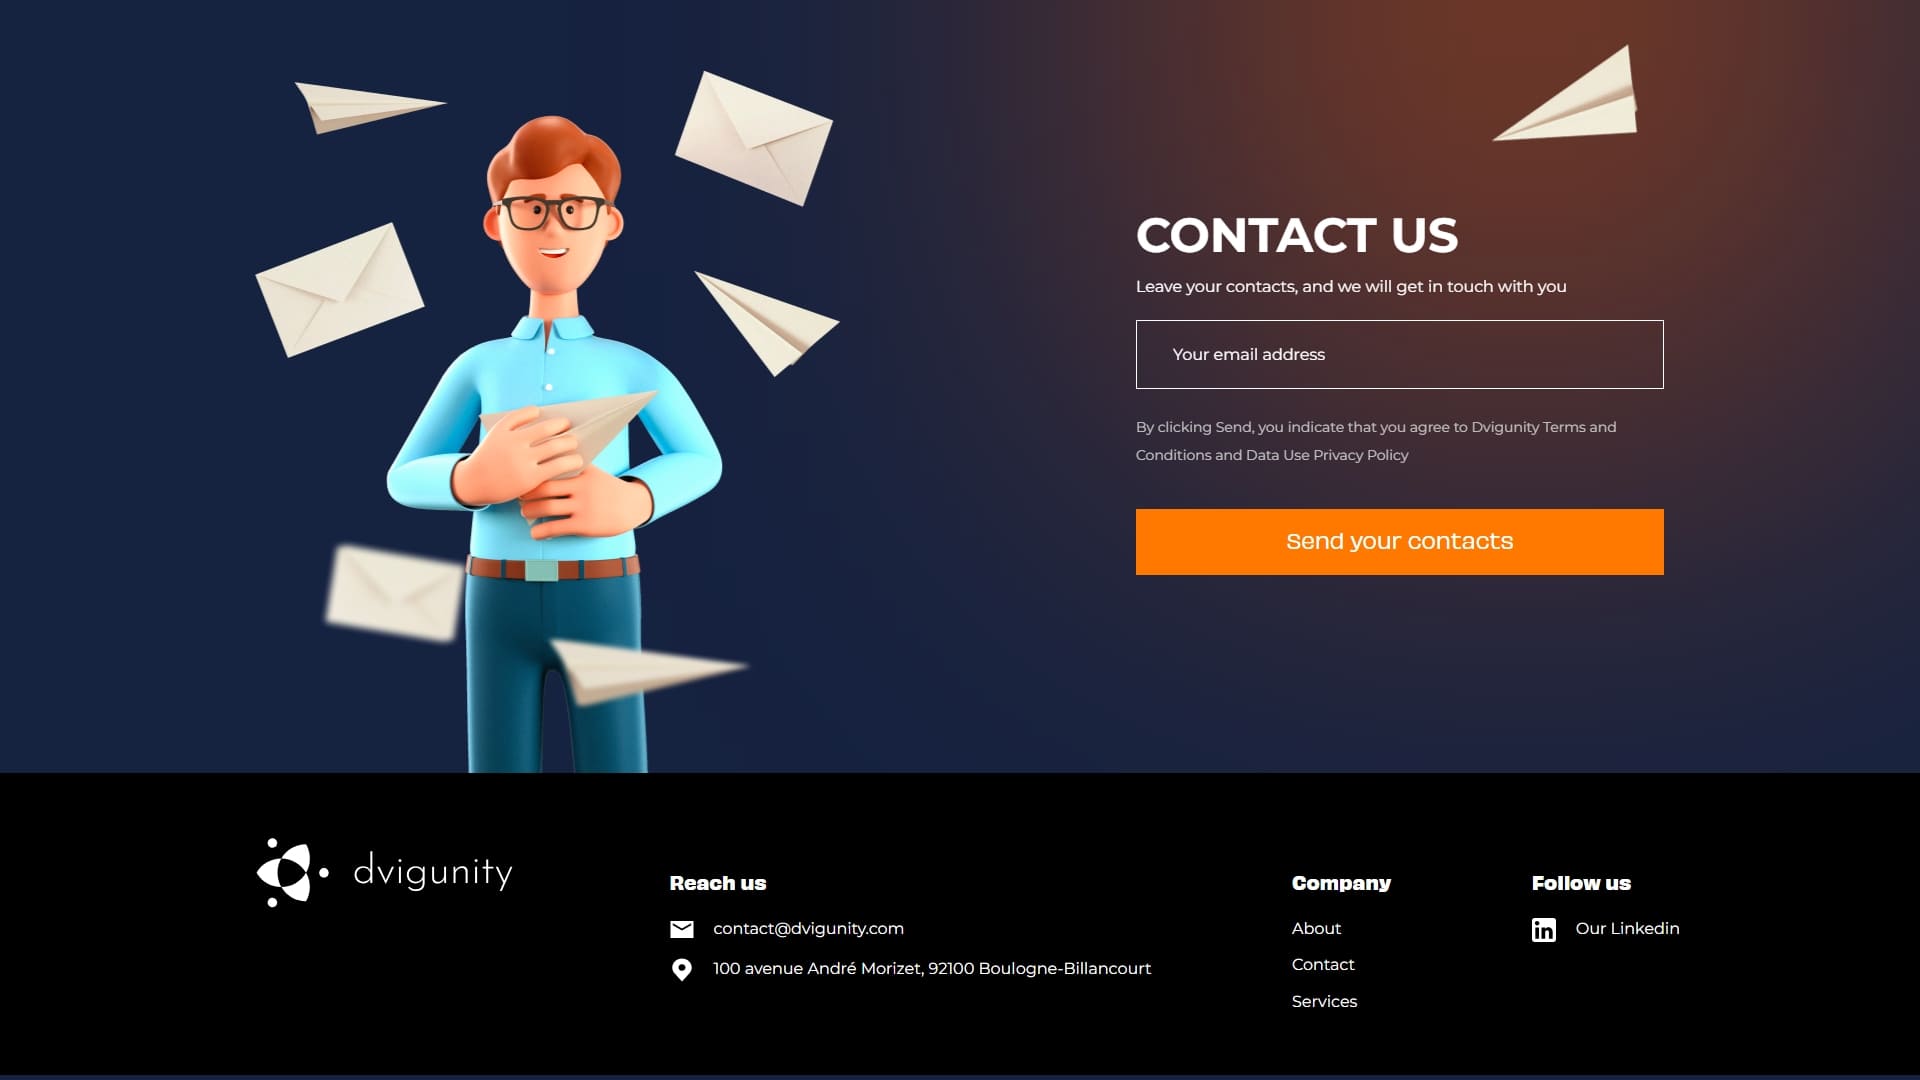 CONTACT US
Leave your contacts, and we will get in touch with you
Your email address
By clicking Send, you indicate that you agree to Dvigunity Terms and
Conditions and Data Use Privacy Policy
Send your contacts
dvigunity
Reach us
contact@dvigunity.com
100 avenue André Morizet, 92100 Boulogne-Billancourt
Company
About
Contact
Services
Follow us
in Our Linkedin